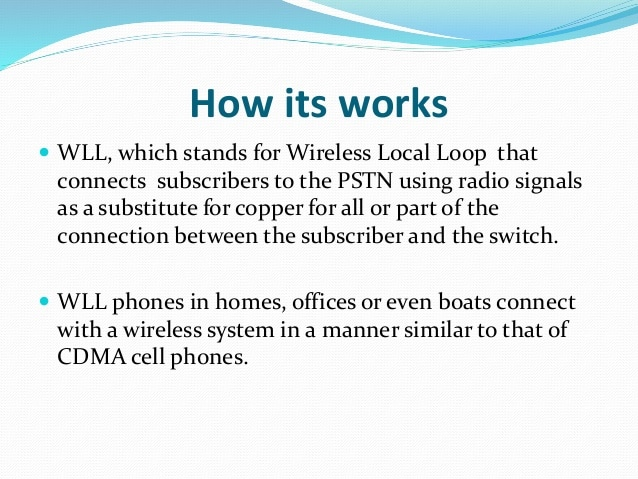 How its works
• WLL, which stands for Wireless Local Loop that
connects subscribers to the PSTN using radio signals
as a substitute for copper for all or part of the
connection between the subscriber and the switch.
• WLL phones in homes, offices or even boats connect
with a wireless system in a manner similar to that of
CDMA cell phones.